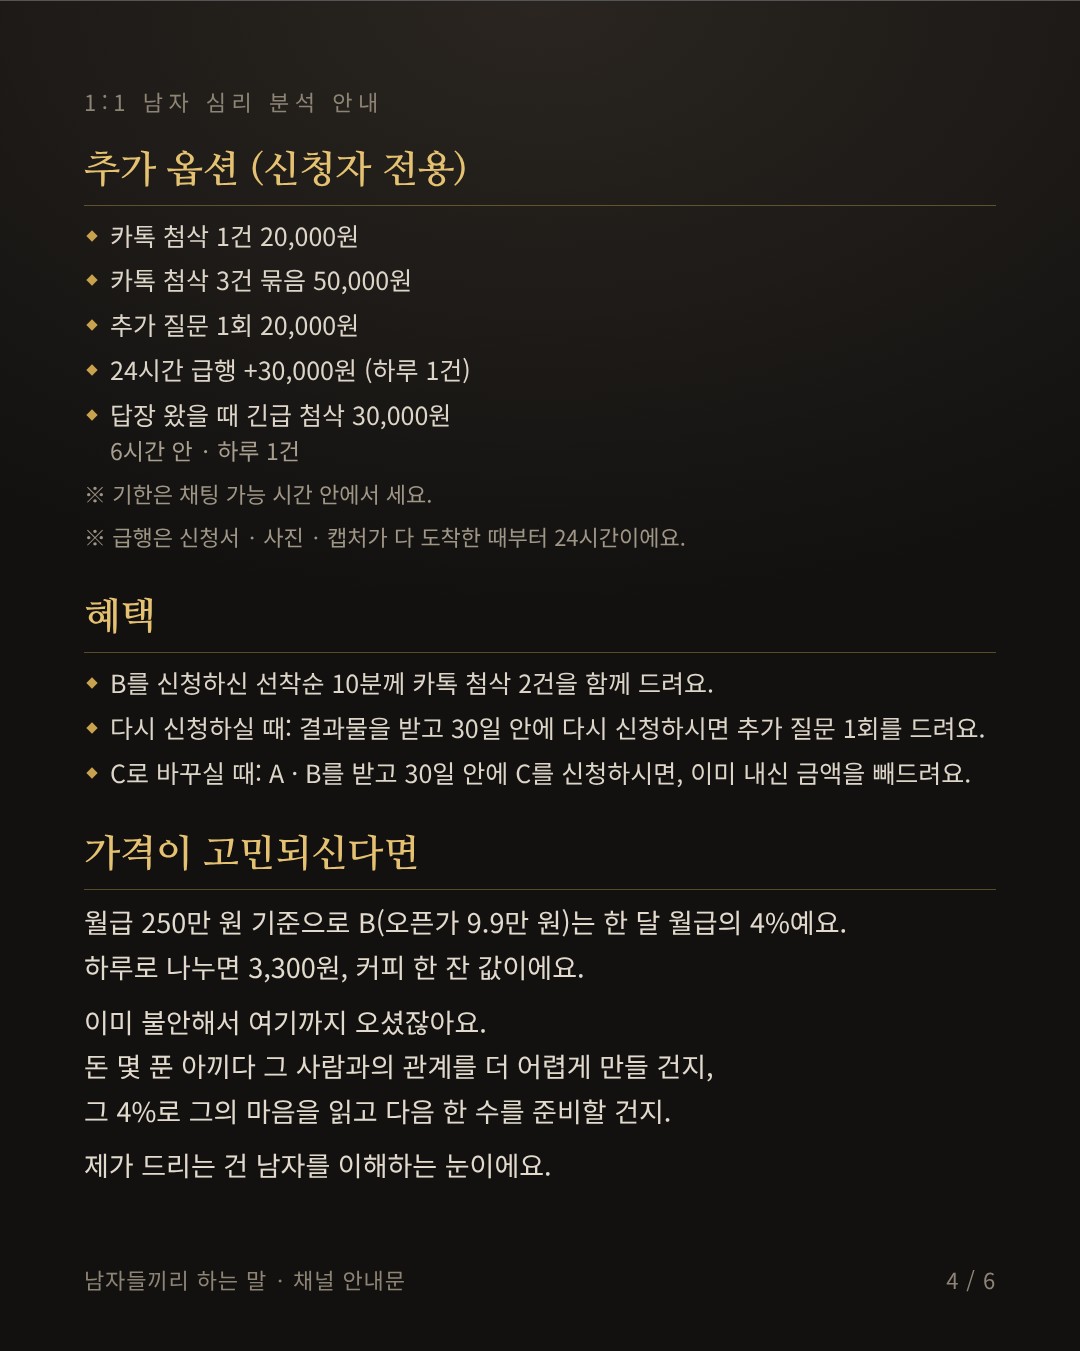 1:1 남자 심리 분석 안내
추가 옵션 (신청자 전용)
◆ 카톡 첨삭 1건 20,000원
◆ 카톡 첨삭 3건 묶음 50,000원
◆ 추가 질문 1회 20,000원
◆ 24시간 급행 +30,000원 (하루 1건)
◆ 답장 왔을 때 긴급 첨삭 30,000원
6시간 안 · 하루 1건
※ 기한은 채팅 가능 시간 안에서 세요.
※ 급행은 신청서 · 사진 · 캡처가 다 도착한 때부터 24시간이에요.
혜택
◆ B를 신청하신 선착순 10분께 카톡 첨삭 2건을 함께 드려요.
◆ 다시 신청하실 때: 결과물을 받고 30일 안에 다시 신청하시면 추가 질문 1회를 드려요.
◆ C로 바꾸실 때: A · B를 받고 30일 안에 C를 신청하시면, 이미 내신 금액을 빼드려요.
가격이 고민되신다면
월급 250만 원 기준으로 B(오픈가 9.9만 원)는 한 달 월급의 4%예요.
하루로 나누면 3,300원, 커피 한 잔 값이에요.
이미 불안해서 여기까지 오셨잖아요.
돈 몇 푼 아끼다 그 사람과의 관계를 더 어렵게 만들 건지,
그 4%로 그의 마음을 읽고 다음 한 수를 준비할 건지.
제가 드리는 건 남자를 이해하는 눈이에요.
남자들끼리 하는 말 · 채널 안내문
4 / 6